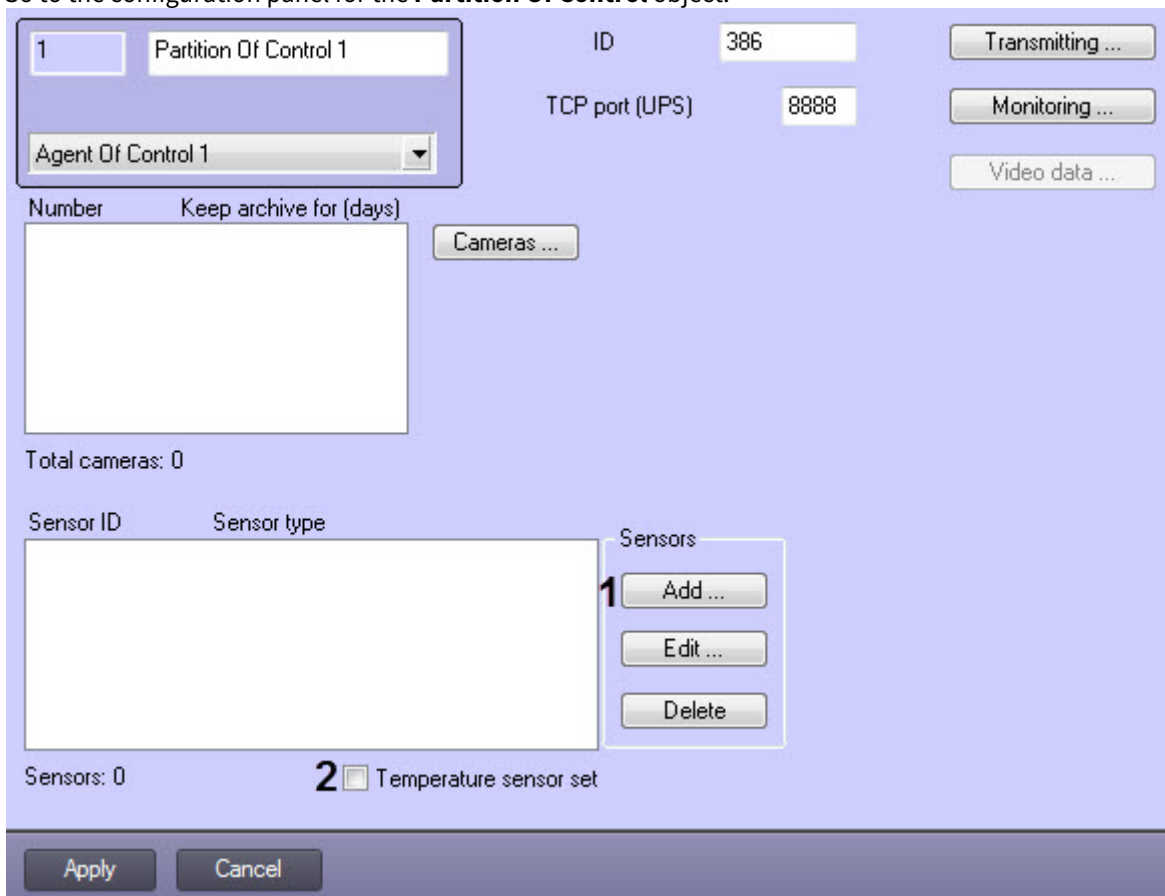 Go to the configuration panel for the Partition Of Control object.
1 Partition Of Control 1 ID 386 Transmitting ...
TCP port (UPS) 8888 Monitoring ...
Agent Of Control 1 Video data ...
Number Keep archive for (days)
Cameras ...
Total cameras: 0
Sensor ID Sensor type
Sensors
1 Add ...
Edit ...
Delete
Sensors: 0 2 Temperature sensor set
Apply Cancel